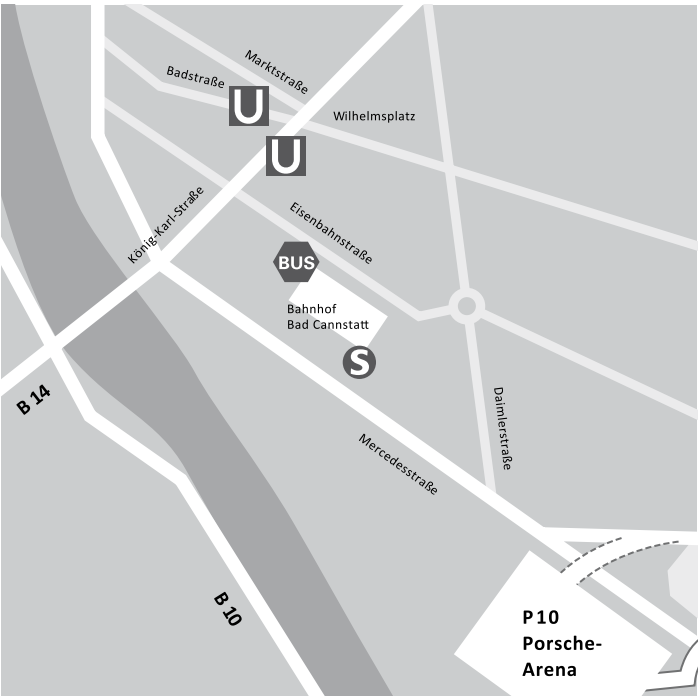 Marktstraße
Badstraße
U
Wilhelmsplatz
U
König-Karl-Straße
Eisenbahnstraße
BUS
Bahnhof
Bad Cannstatt
S
B 14
Daimlerstraße
Mercedesstraße
B 10
P 10
Porsche-
Arena